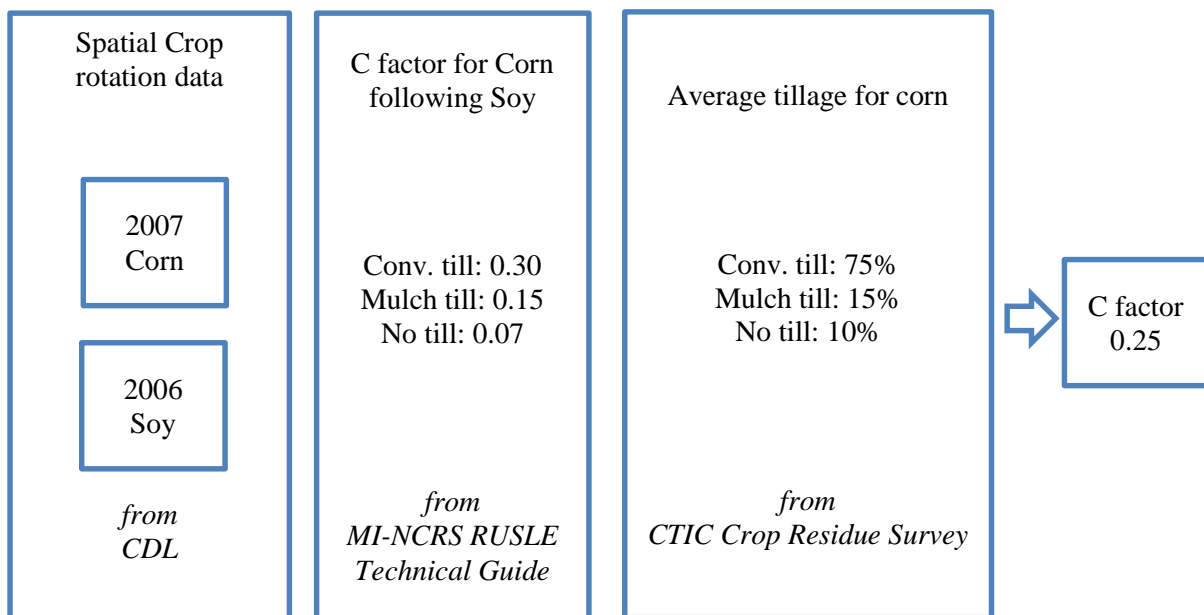 Spatial Crop
rotation data
2007
Corn
2006
Soy
from
CDL
C factor for Corn
following Soy
Conv. till: 0.30
Mulch till: 0.15
No till: 0.07
from
MI-NCRS RUSLE
Technical Guide
Average tillage for corn
Conv. till: 75%
Mulch till: 15%
No till: 10%
from
CTIC Crop Residue Survey
C factor
0.25